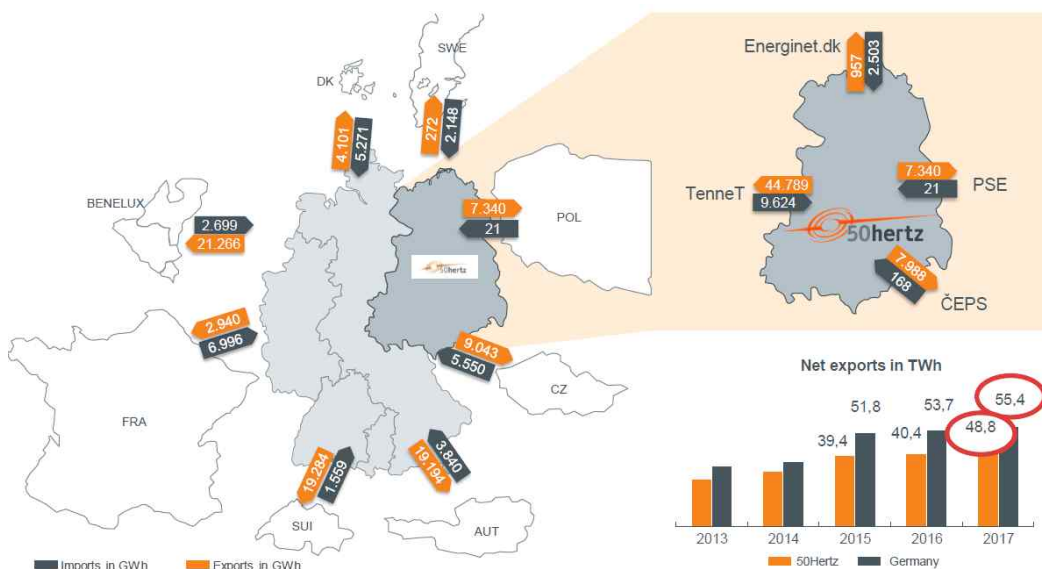 SWE
DK
272
2.148
4.101
5.271
BENELUX
2.699
21.266
7.340
21
POL
50hertz
2.940
6.996
9.043
5.550
CZ
FRA
19.284
1.559
19.194
3.840
SUI
AUT
Imports in GWh
Exports in GWh
Energinet.dk
957
2.503
TenneT
44.789
9.624
7.340
21
PSE
50hertz
7.988
168
ČEPS
Net exports in TWh
39,4
51,8
40,4
53,7
48,8
55,4
2013 2014 2015 2016 2017
50Hertz Germany